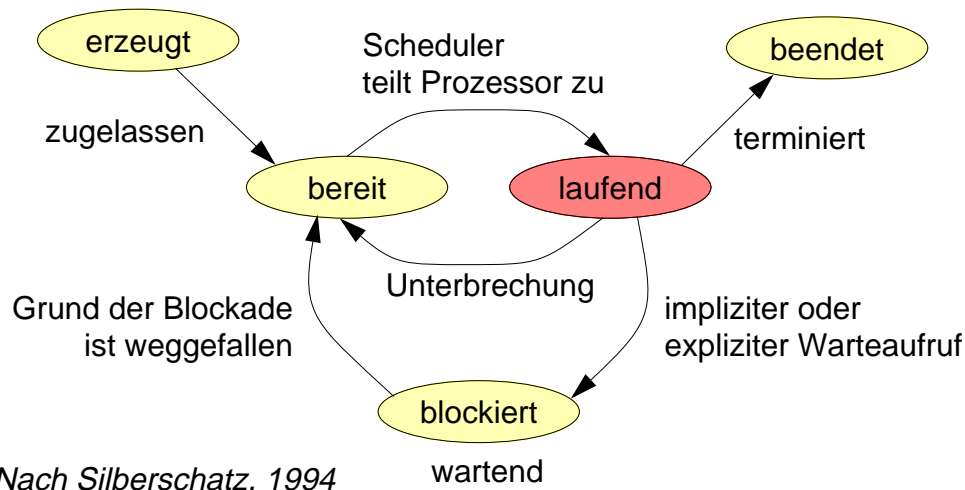 erzeugt
Scheduler
teilt Prozessor zu
beendet
zugelassen
terminiert
bereit
laufend
Unterbrechung
Grund der Blockade
ist weggefallen
impliziter oder
expliziter Warteaufruf
blockiert
wartend
Nach Silberschatz, 1994